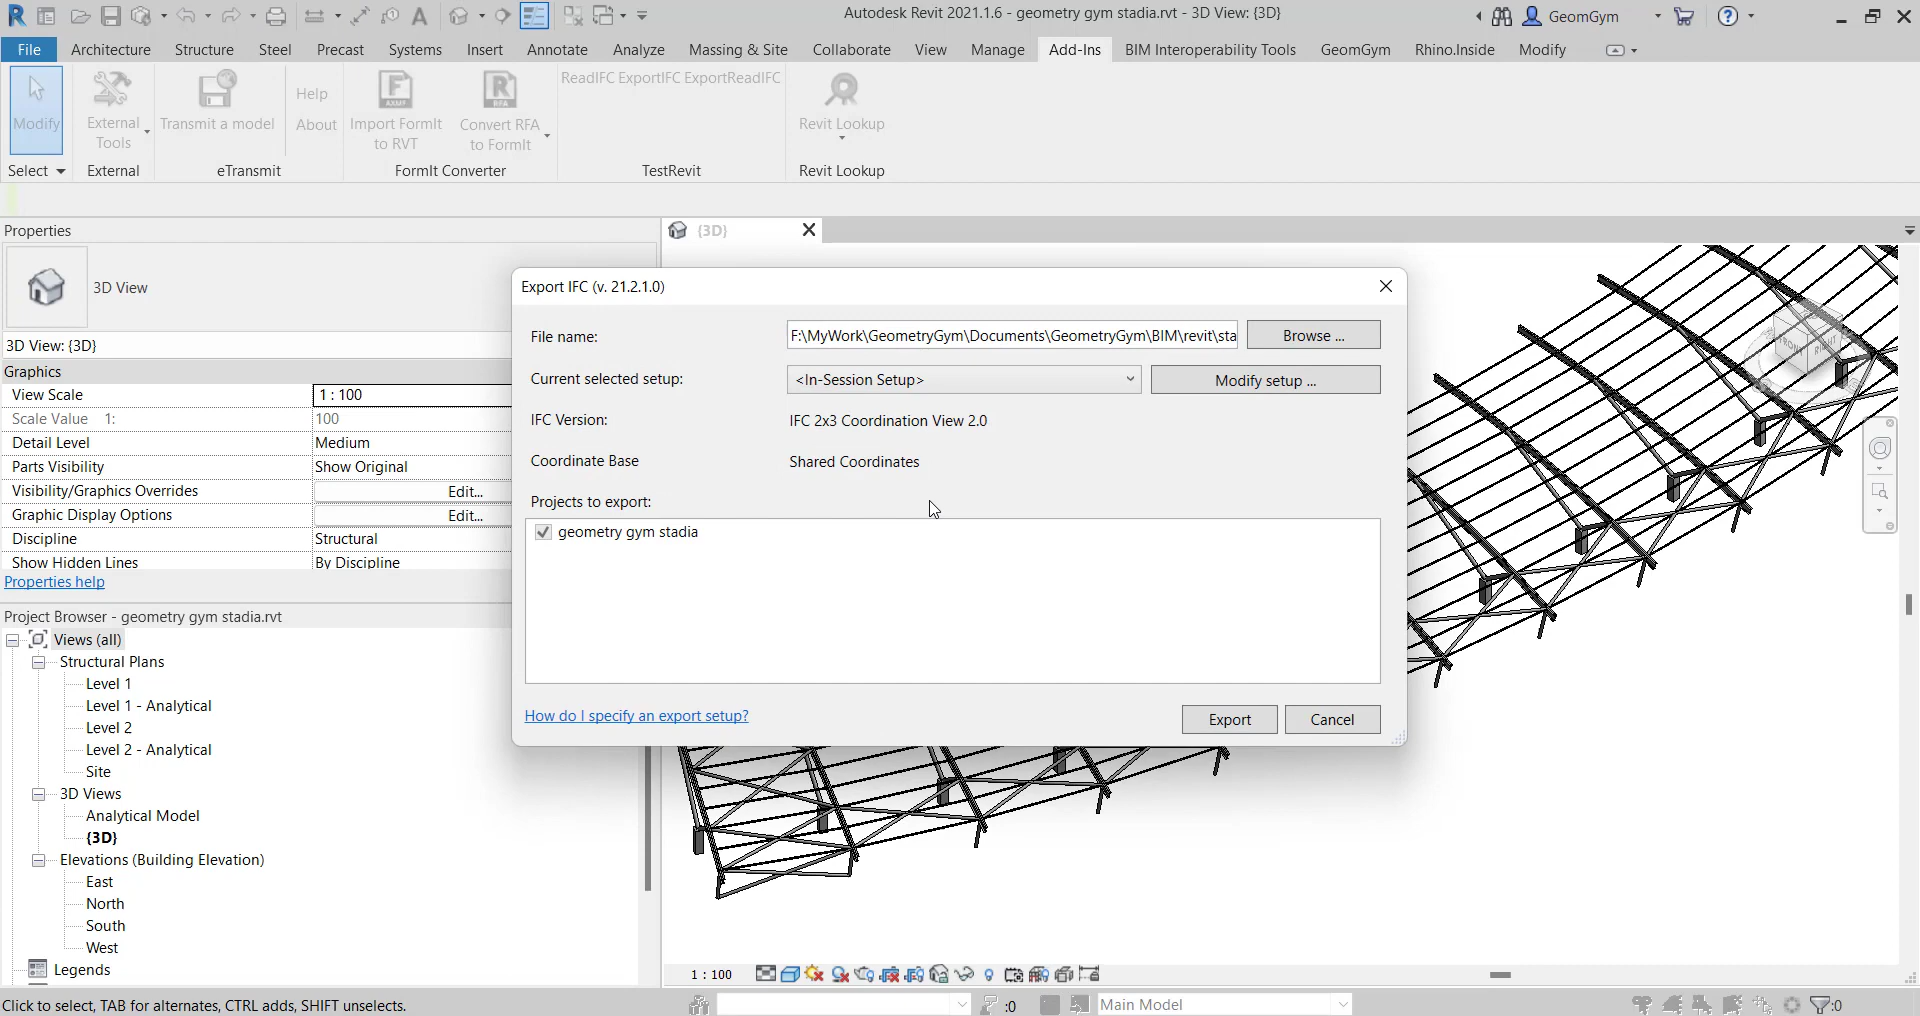 Autodesk Revit 2021.1.6 - geometry gym stadia.rvt - 3D View: {3D}
GeomGym
File Architecture Structure Steel Precast Systems Insert Annotate Analyze Massing & Site Collaborate View Manage Add-Ins BIM Interoperability Tools GeomGym Rhino.Inside Modify
Modify
External
Tools
Transmit a model
Help
About
Import FormIt
to RVT
Convert RFA
to FormIt
ReadIFC ExportIFC ExportReadIFC
Revit Lookup
Select External eTransmit FormIt Converter TestRevit Revit Lookup
Properties
{3D}
3D View
3D View: {3D}
Graphics
View Scale 1 : 100
Scale Value 1: 100
Detail Level Medium
Parts Visibility Show Original
Visibility/Graphics Overrides Edit...
Graphic Display Options Edit...
Discipline Structural
Show Hidden Lines By Discipline
Properties help
Project Browser - geometry gym stadia.rvt
Views (all)
Structural Plans
Level 1
Level 1 - Analytical
Level 2
Level 2 - Analytical
Site
3D Views
Analytical Model
{3D}
Elevations (Building Elevation)
East
North
South
West
Legends
Export IFC (v. 21.2.1.0)
File name: F:\MyWork\GeometryGym\Documents\GeometryGym\BIM\revit\sta Browse ...
Current selected setup: <In-Session Setup> Modify setup ...
IFC Version: IFC 2x3 Coordination View 2.0
Coordinate Base Shared Coordinates
Projects to export:
geometry gym stadia
How do I specify an export setup?
Export Cancel
FRONT RIGHT
1 : 100
Click to select, TAB for alternates, CTRL adds, SHIFT unselects.
:0
Main Model
:0